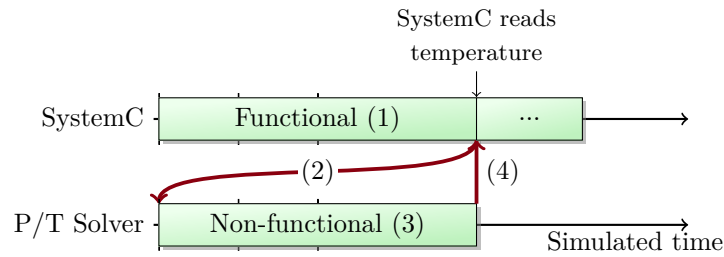 SystemC reads
temperature
SystemC
Functional (1)
...
(2)
(4)
P/T Solver
Non-functional (3)
Simulated time